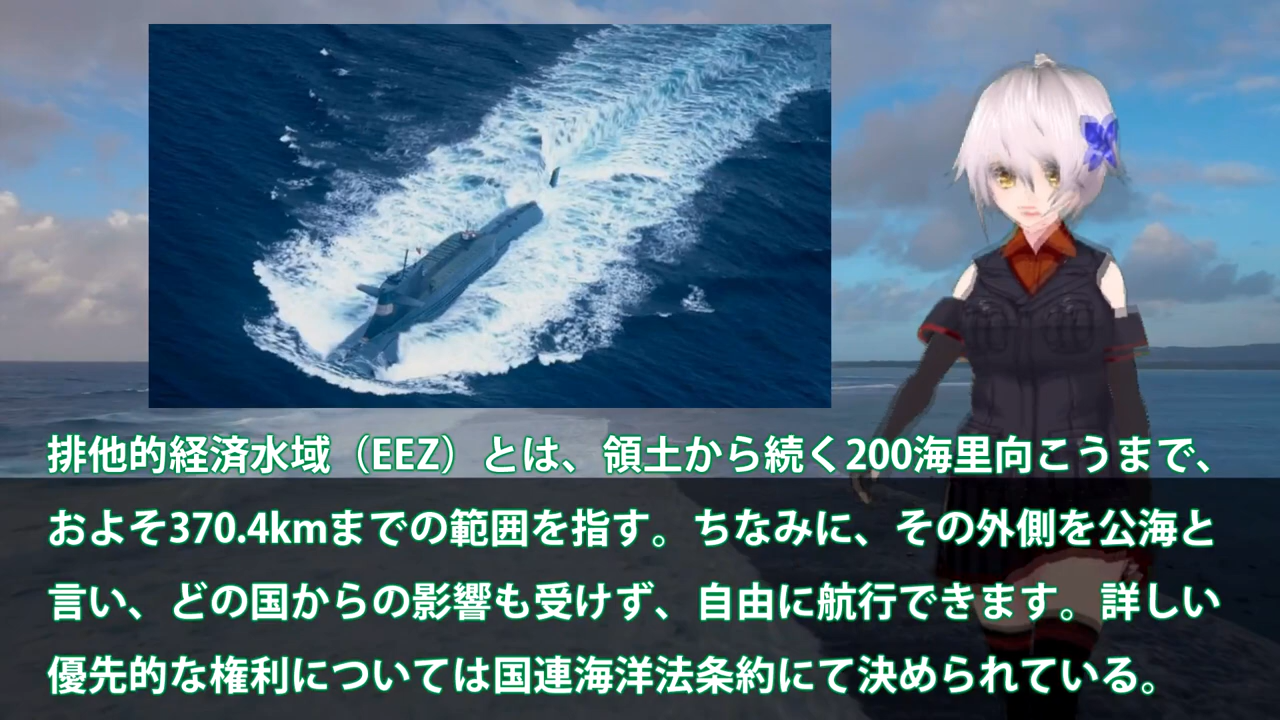 排他的経済水域（EEZ）とは、領土から続く200海里向こうまで、
およそ370.4kmまでの範囲を指す。ちなみに、その外側を公海と
言い、どの国からの影響も受けず、自由に航行できます。詳しい
優先的な権利については国連海洋法条約にて決められている。